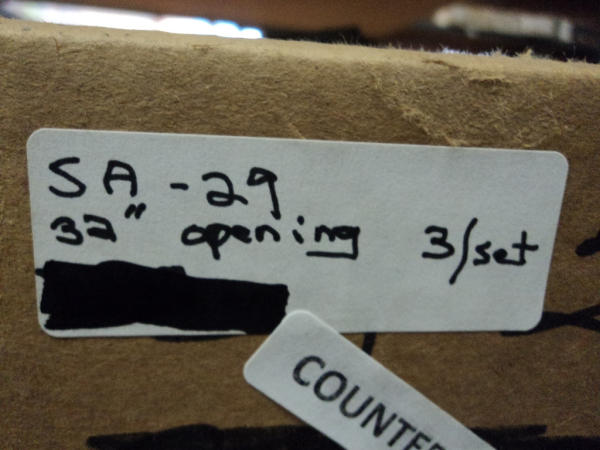 SA -29
32" opening 3/set
COUNTE